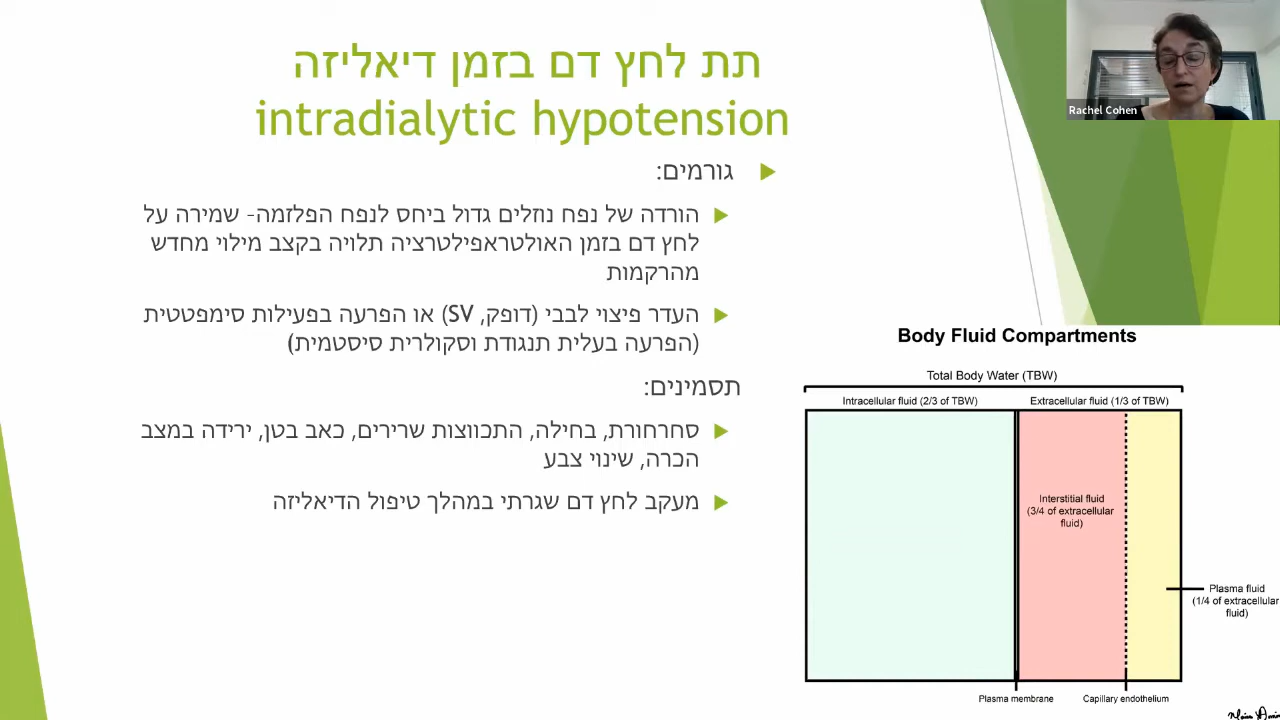 תת לחץ דם בזמן דיאליזה
intradialytic hypotension
גורמים:
הורדה של נפח נוזלים גדול ביחס לנפח הפלזמה- שמירה על
לחץ דם בזמן האולטראפילטרציה תלויה בקצב מילוי מחדש
מהרקמות
העדר פיצוי לבבי (דופק, SV) או הפרעה בפעילות סימפטטית
(הפרעה בעלית תנגודת וסקולרית סיסטמית)
תסמינים:
סחרחורת, בחילה, התכווצות שרירים, כאב בטן, ירידה במצב
הכרה, שינוי צבע
מעקב לחץ דם שגרתי במהלך טיפול הדיאליזה
Rachel Cohen
Body Fluid Compartments
Total Body Water (TBW)
Intracellular fluid (2/3 of TBW)
Extracellular fluid (1/3 of TBW)
Interstitial fluid
(3/4 of extracellular
fluid)
Plasma fluid
(1/4 of extracellular
fluid)
Plasma membrane
Capillary endothelium